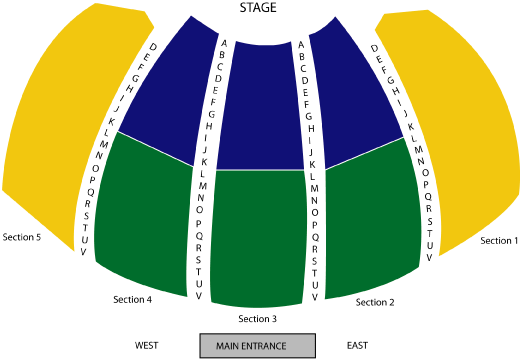 STAGE
D
E
F
G
H
I
J
K
L
M
N
O
P
Q
R
S
T
U
V
A
B
C
D
E
F
G
H
I
J
K
L
M
N
O
P
Q
R
S
T
U
V
A
B
C
D
E
F
G
H
I
J
K
L
M
N
O
P
Q
R
S
T
U
V
D
E
F
G
H
I
J
K
L
M
N
O
P
Q
R
S
T
U
V
Section 5
Section 4
Section 3
Section 2
Section 1
WEST
MAIN ENTRANCE
EAST